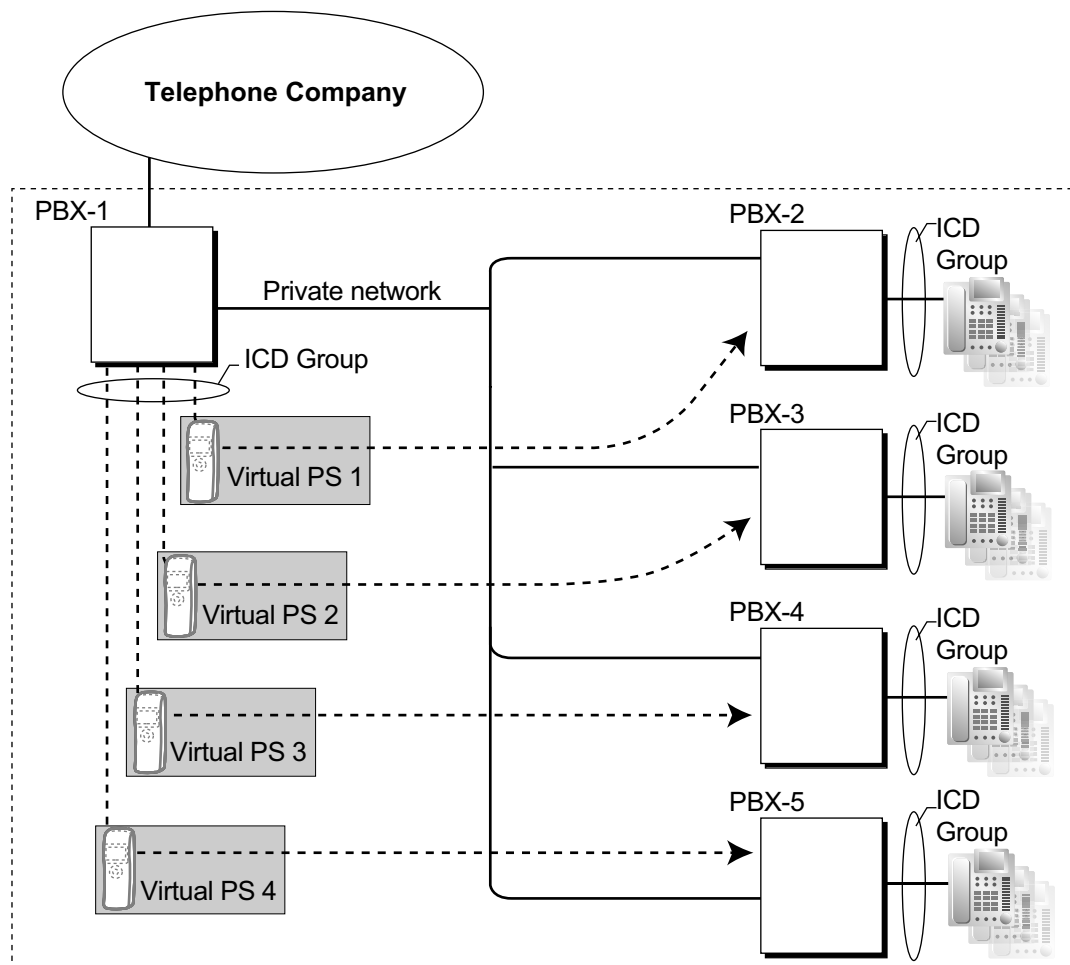 Telephone Company
PBX-1
Private network
ICD Group
Virtual PS 1
Virtual PS 2
Virtual PS 3
Virtual PS 4
PBX-2
ICD
Group
PBX-3
ICD
Group
PBX-4
ICD
Group
PBX-5
ICD
Group